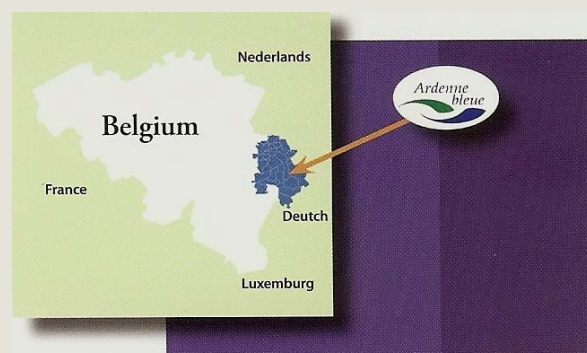 Nederlands
Ardenne
bleue
Belgium
France
Deutch
Luxemburg